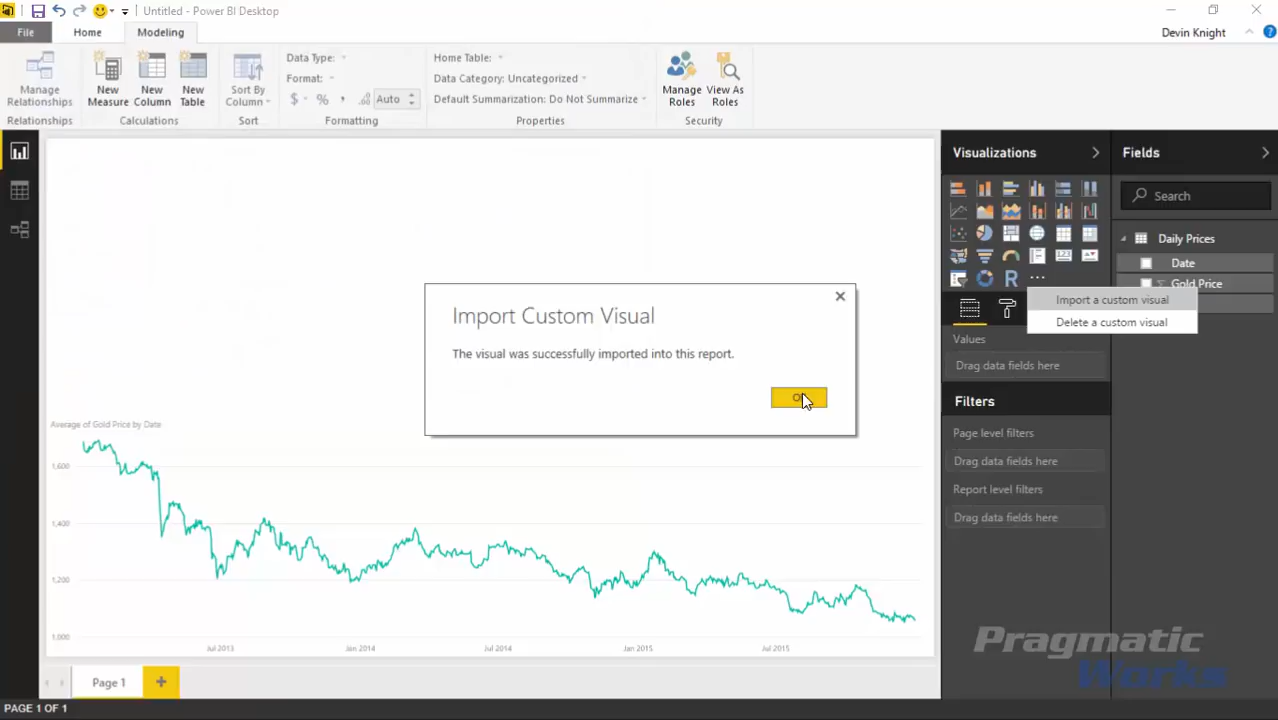 Untitled - Power BI Desktop
File
Home
Modeling
Devin Knight
Manage
Relationships
Relationships
New
Measure
New
Column
New
Table
Calculations
Sort By
Column
Sort
Data Type:
Format:
$ % , Auto
Formatting
Home Table:
Data Category: Uncategorized
Default Summarization: Do Not Summarize
Properties
Manage
Roles
View As
Roles
Security
Visualizations
Fields
Search
Daily Prices
Date
Gold Price
R
Import a custom visual
Delete a custom visual
Values
Drag data fields here
Filters
Page level filters
Drag data fields here
Report level filters
Drag data fields here
Import Custom Visual
The visual was successfully imported into this report.
Average of Gold Price by Date
1,600
1,400
1,200
1,000
Jul 2013
Jan 2014
Jul 2014
Jan 2015
Jul 2015
Pragmatic
Works
Page 1
PAGE 1 OF 1